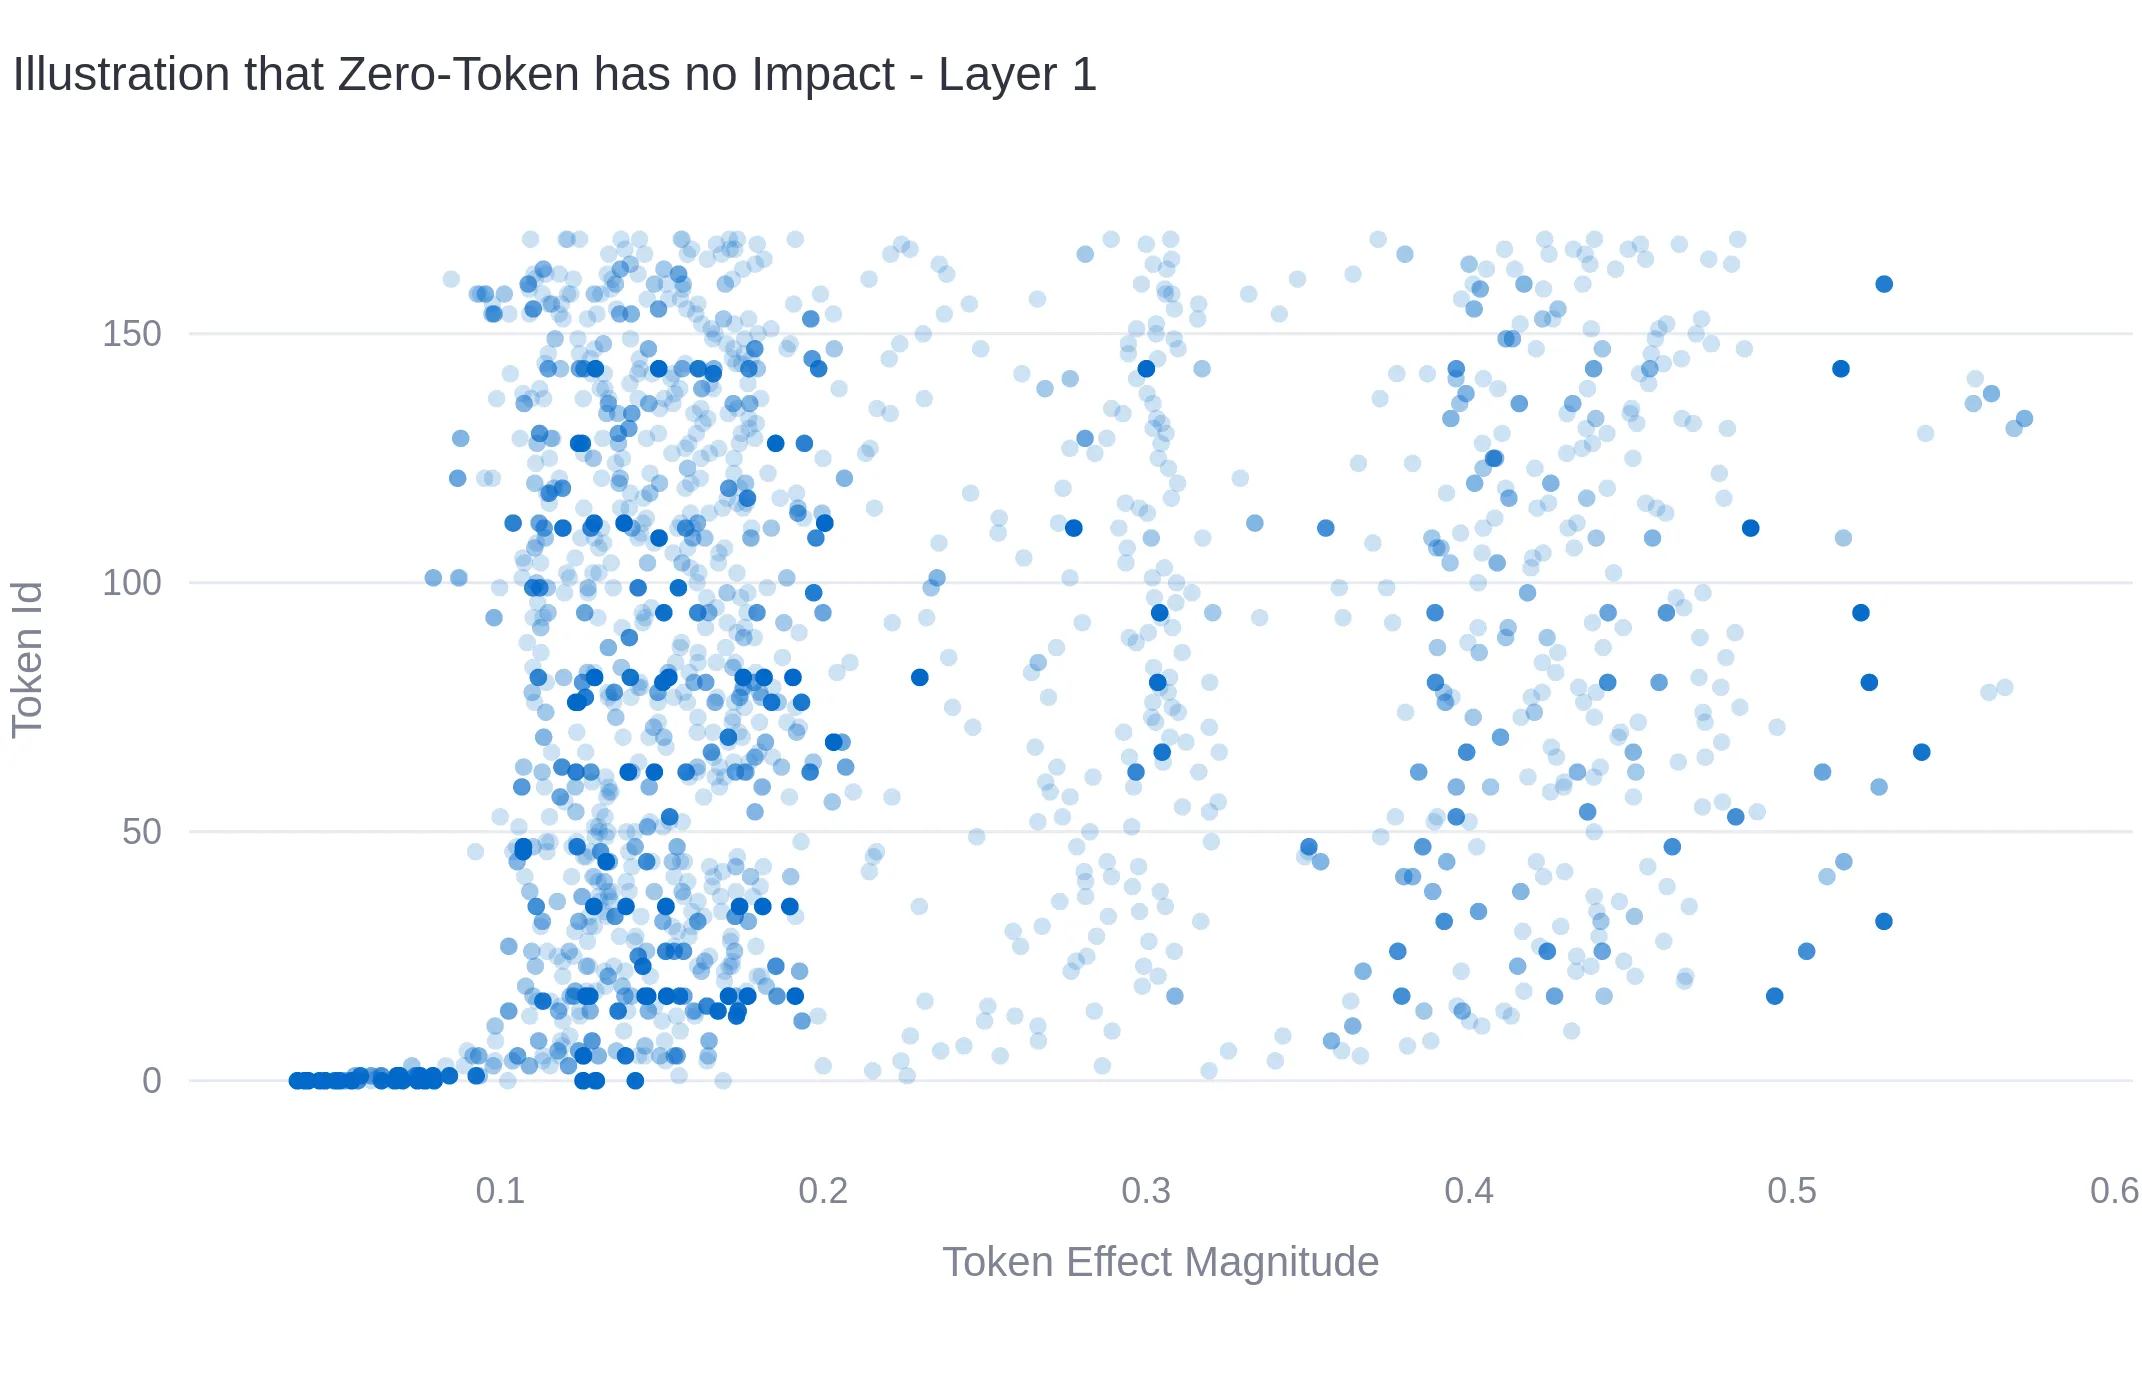 Illustration that Zero-Token has no Impact - Layer 1
Token Id
150
100
50
0
0.1 0.2 0.3 0.4 0.5 0.6
Token Effect Magnitude